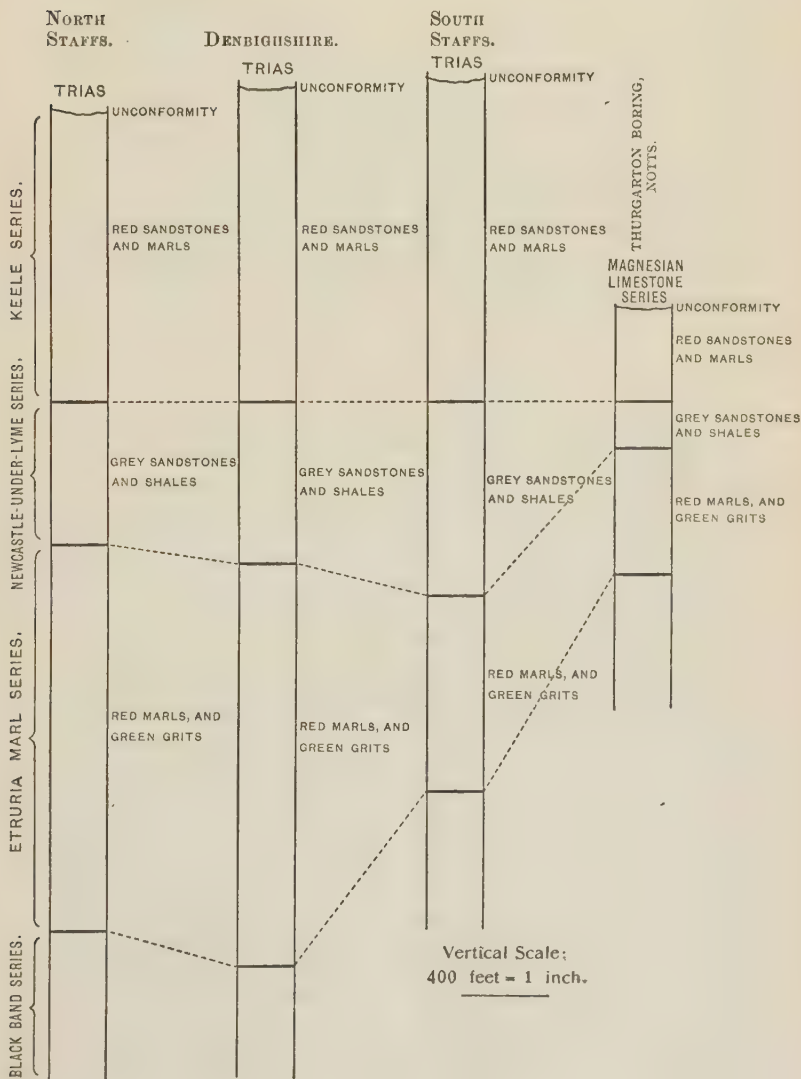 NORTH
STAFFS.
DENBIGHSHIRE.
SOUTH
STAFFS.
THURGARTON BORING,
NOTTS.
TRIAS
TRIAS
TRIAS
UNCONFORMITY
UNCONFORMITY
UNCONFORMITY
MAGNESIAN
LIMESTONE
SERIES
UNCONFORMITY
KEELE SERIES.
RED SANDSTONES
AND MARLS
RED SANDSTONES
AND MARLS
RED SANDSTONES
AND MARLS
RED SANDSTONES
AND MARLS
NEWCASTLE-UNDER-LYME SERIES.
GREY SANDSTONES
AND SHALES
GREY SANDSTONES
AND SHALES
GREY SANDSTONES
AND SHALES
GREY SANDSTONES
AND SHALES
ETRURIA MARL SERIES.
RED MARLS, AND
GREEN GRITS
RED MARLS, AND
GREEN GRITS
RED MARLS, AND
GREEN GRITS
RED MARLS, AND
GREEN GRITS
BLACK BAND SERIES.
Vertical Scale;
400 feet = 1 inch.